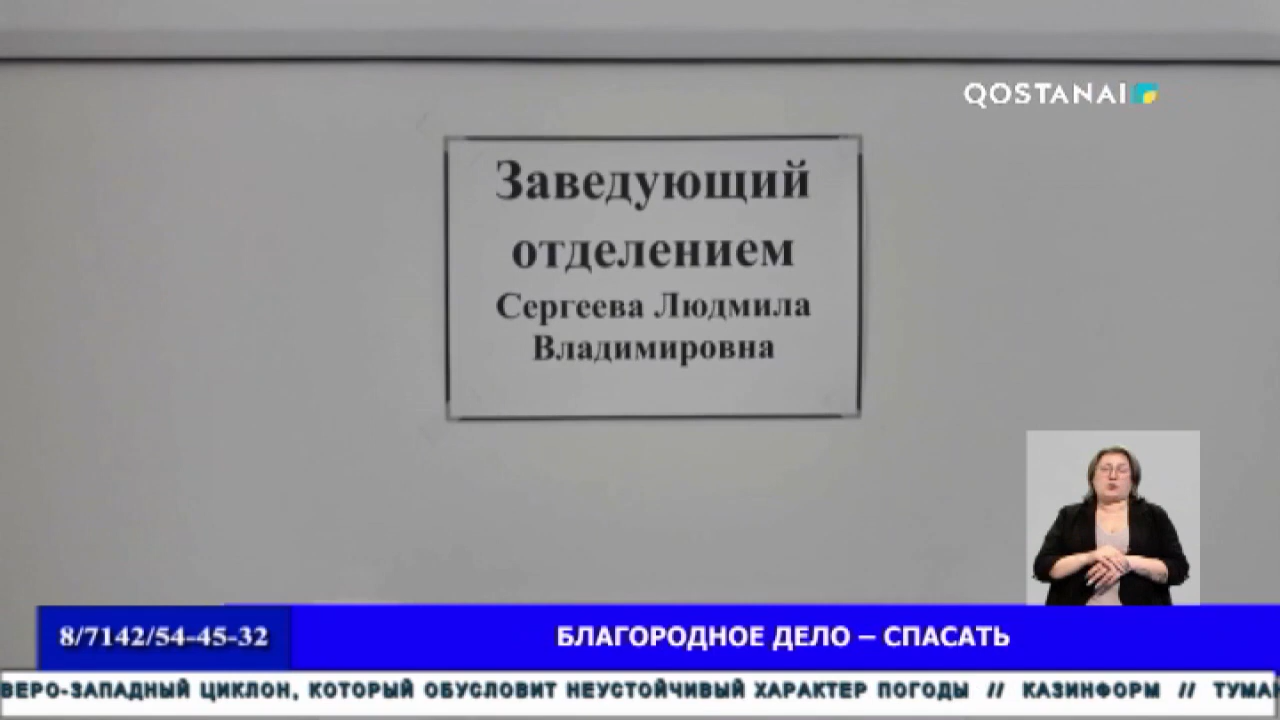 QOSTANAI
Заведующий
отделением
Сергеева Людмила
Владимировна
8/7142/54-45-32
БЛАГОРОДНОЕ ДЕЛО – СПАСАТЬ
ВЕРО-ЗАПАДНЫЙ ЦИКЛОН, КОТОРЫЙ ОБУСЛОВИТ НЕУСТОЙЧИВЫЙ ХАРАКТЕР ПОГОДЫ // КАЗИНФОРМ // ТУМА